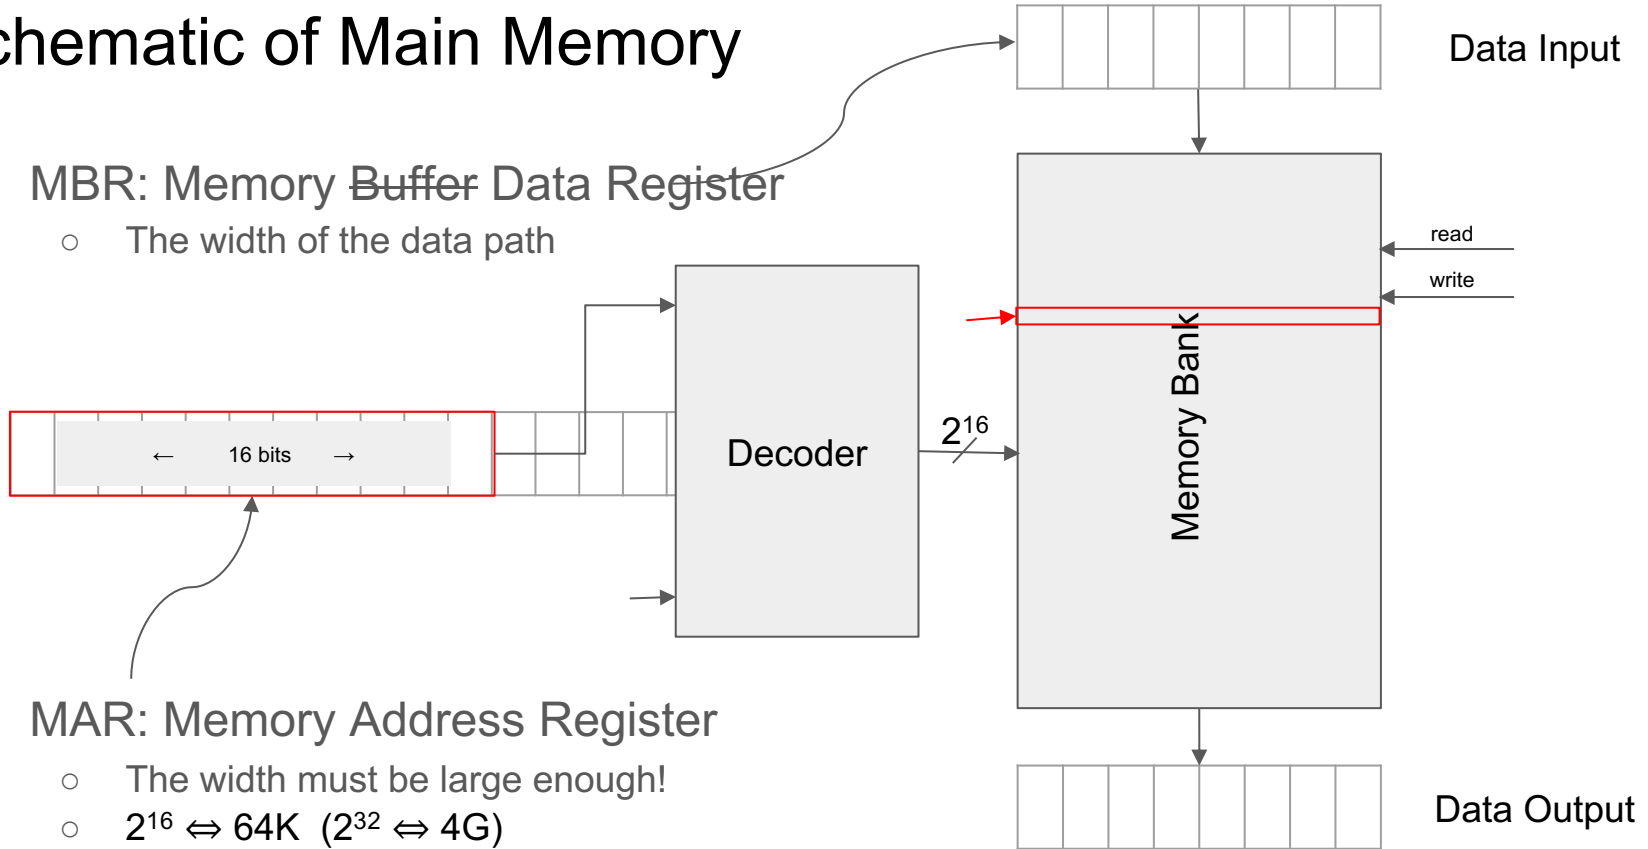 chematic of Main Memory
Data Input
MBR: Memory Buffer Data Register
○ The width of the data path
read
write
Memory Bank
2¹⁶
Decoder
← 16 bits →
MAR: Memory Address Register
○ The width must be large enough!
○ 2¹⁶ ⇔ 64K (2³² ⇔ 4G)
Data Output